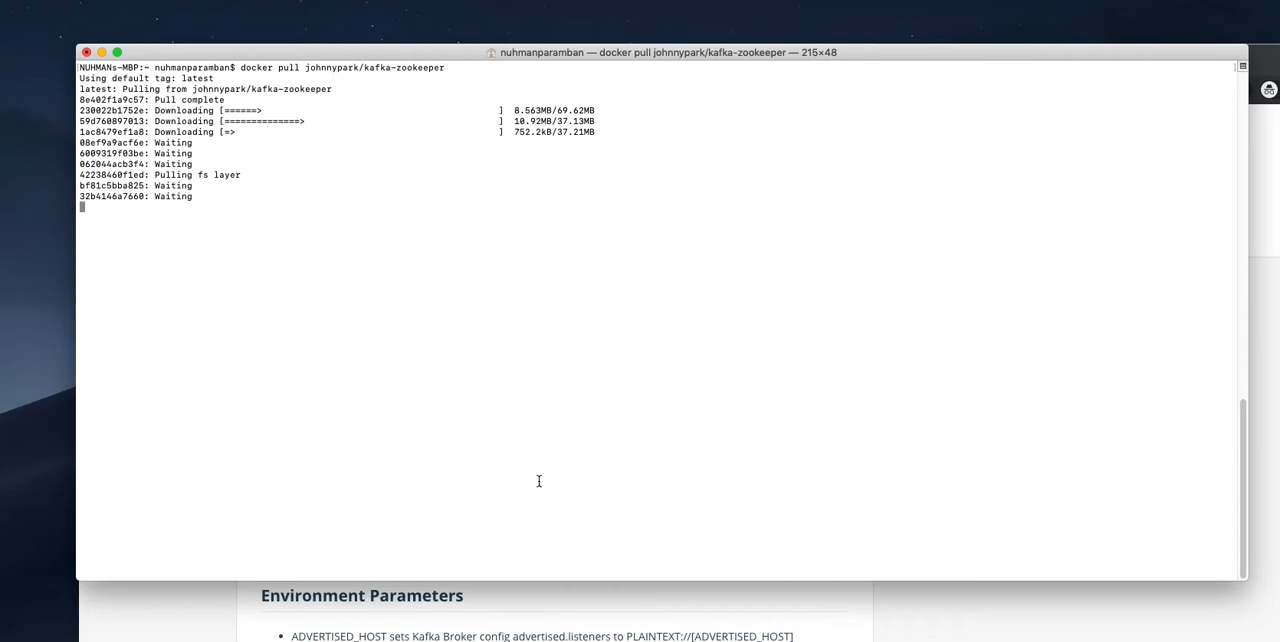 nuhmanparamban — docker pull johnnypark/kafka-zookeeper — 215×48
[NUHMANs-MBP:~ nuhmanparamban$ docker pull johnnypark/kafka-zookeeper ]
Using default tag: latest
latest: Pulling from johnnypark/kafka-zookeeper
8e402f1a9c57: Pull complete
230022b1752e: Downloading [======> ] 8.563MB/69.62MB
59d760897013: Downloading [==============> ] 10.92MB/37.13MB
1ac8479ef1a8: Downloading [=> ] 752.2kB/37.21MB
08ef9a9acf6e: Waiting
6009319f03be: Waiting
062044acb3f4: Waiting
42238460f1ed: Pulling fs layer
bf81c5bba825: Waiting
32b4146a7660: Waiting
Environment Parameters
• ADVERTISED_HOST sets Kafka Broker config advertised.listeners to PLAINTEXT://[ADVERTISED_HOST]